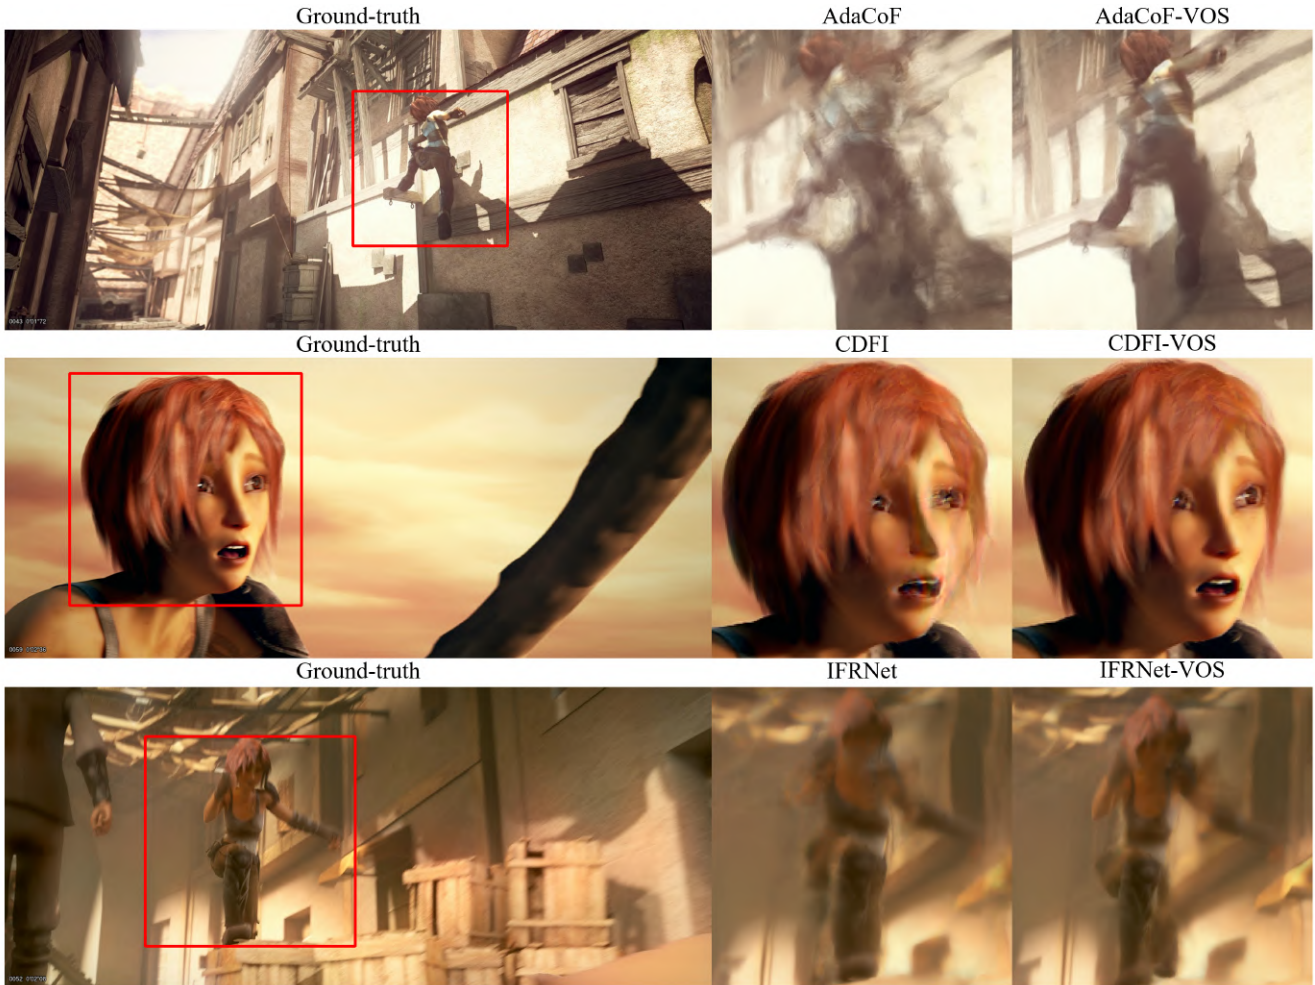 Ground-truth AdaCoF AdaCoF-VOS
Ground-truth CDFI CDFI-VOS
Ground-truth IFRNet IFRNet-VOS